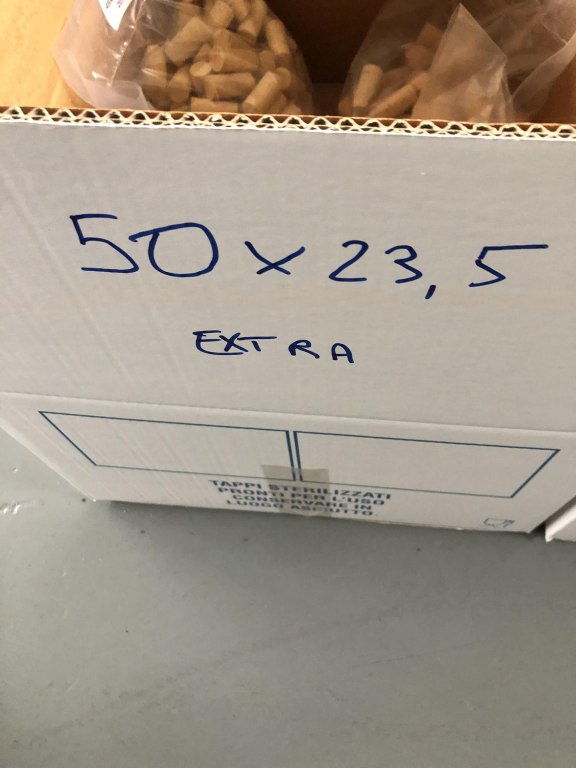 50 x 23,5
EXTRA
TAPPI STERILIZZATI
PRONTI PER L'USO
CONSERVARE IN
LUOGO ASCIUTTO.